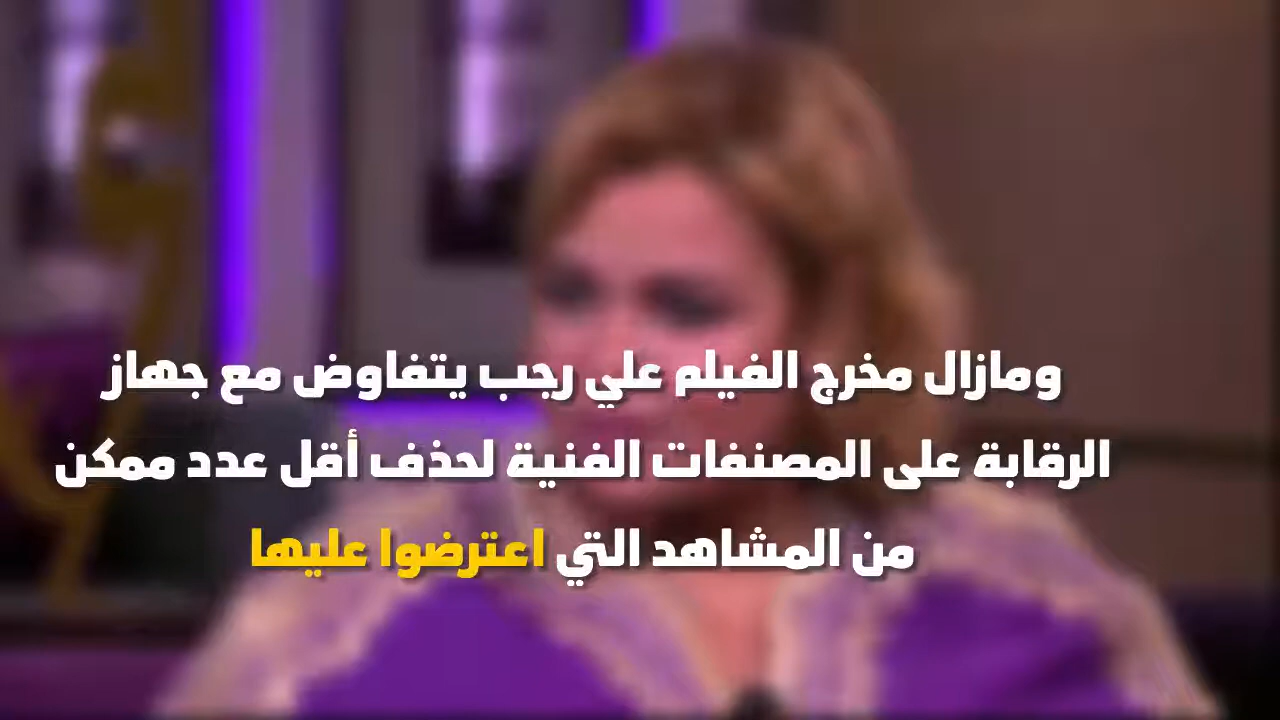 ومازال مخرج الفيلم علي رجب يتفاوض مع جهاز
الرقابة على المصنفات الفنية لحذف أقل عدد ممكن
من المشاهد التي اعترضوا عليها